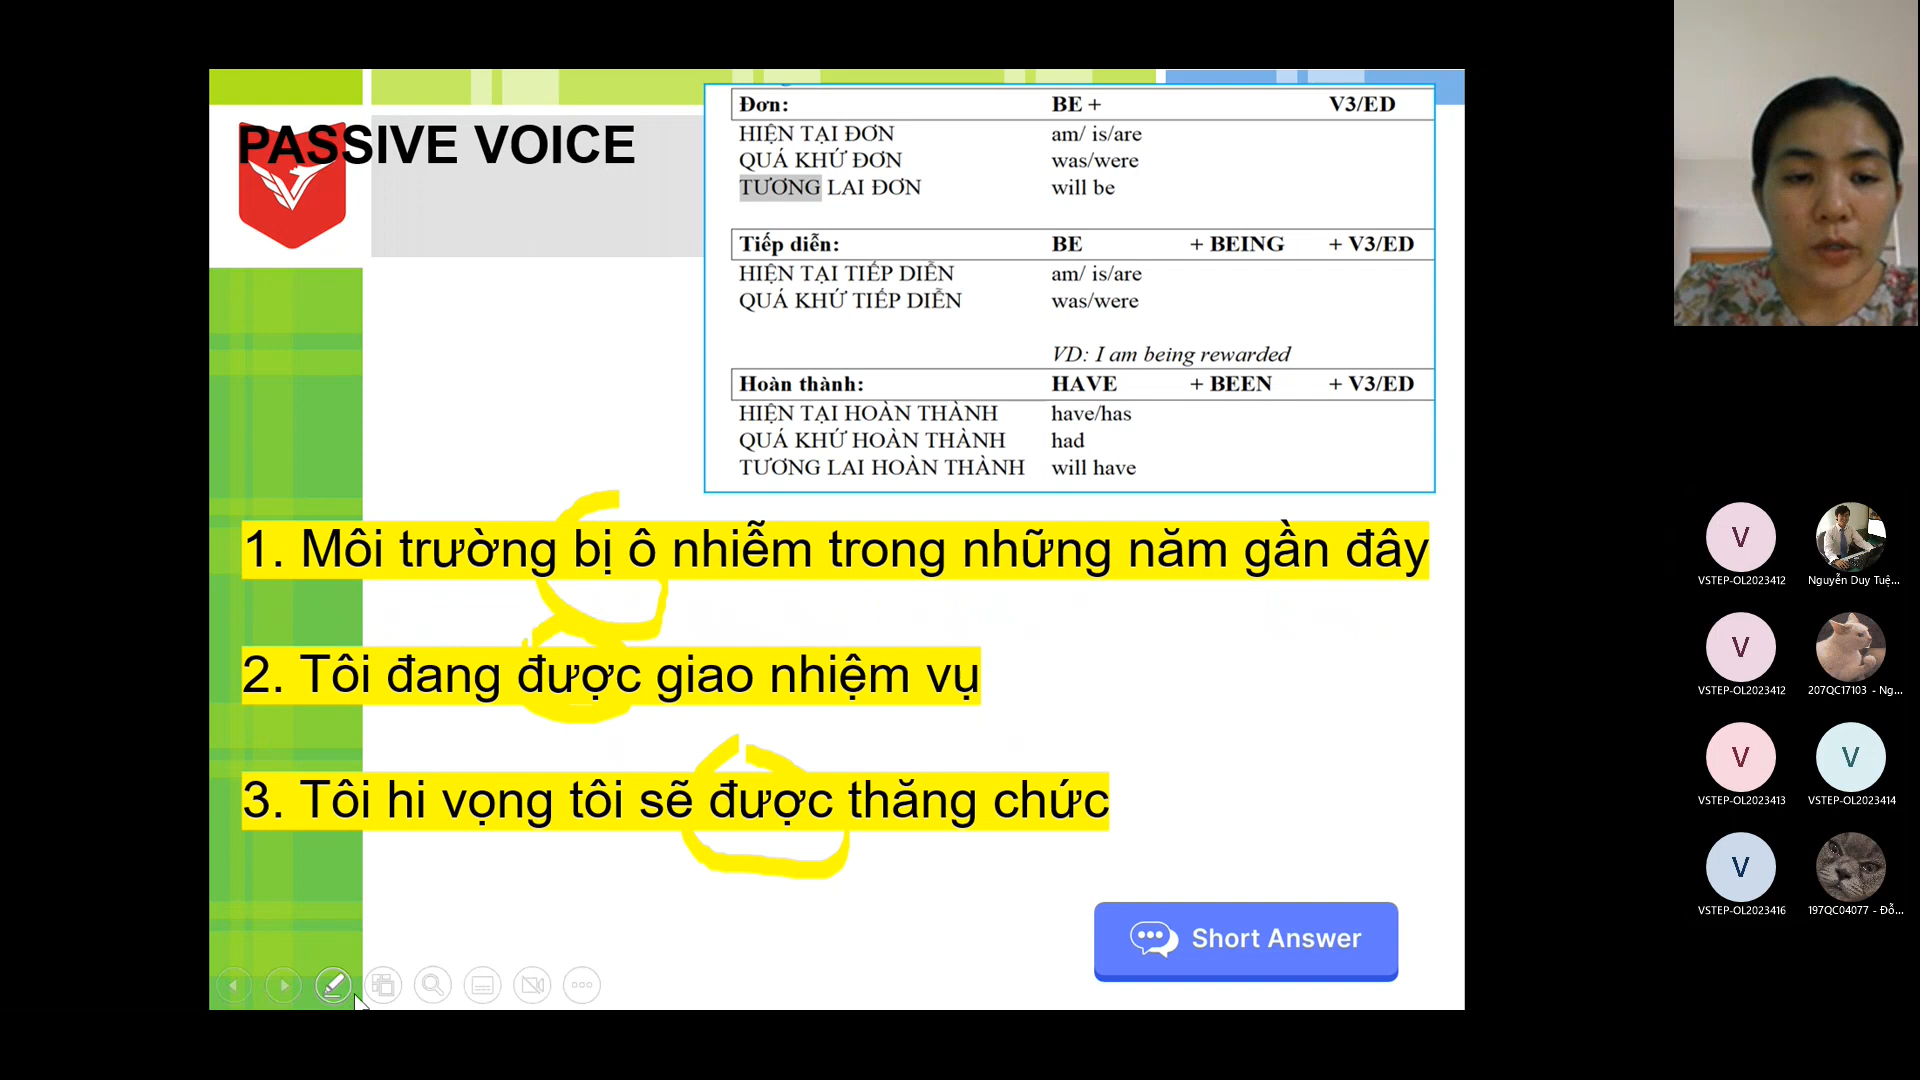 PASSIVE VOICE
Đơn: BE + V3/ED
HIỆN TẠI ĐƠN am/ is/are
QUÁ KHỨ ĐƠN was/were
TƯƠNG LAI ĐƠN will be
Tiếp diễn: BE + BEING + V3/ED
HIỆN TẠI TIẾP DIỄN am/ is/are
QUÁ KHỨ TIẾP DIỄN was/were
VD: I am being rewarded
Hoàn thành: HAVE + BEEN + V3/ED
HIỆN TẠI HOÀN THÀNH have/has
QUÁ KHỨ HOÀN THÀNH had
TƯƠNG LAI HOÀN THÀNH will have
1. Môi trường bị ô nhiễm trong những năm gần đây
2. Tôi đang được giao nhiệm vụ
3. Tôi hi vọng tôi sẽ được thăng chức
Short Answer
V
VSTEP-OL2023412
Nguyễn Duy Tuệ...
V
VSTEP-OL2023412
207QC17103 - Ng...
V
VSTEP-OL2023413
V
VSTEP-OL2023414
V
VSTEP-OL2023416
197QC04077 - Đỗ...